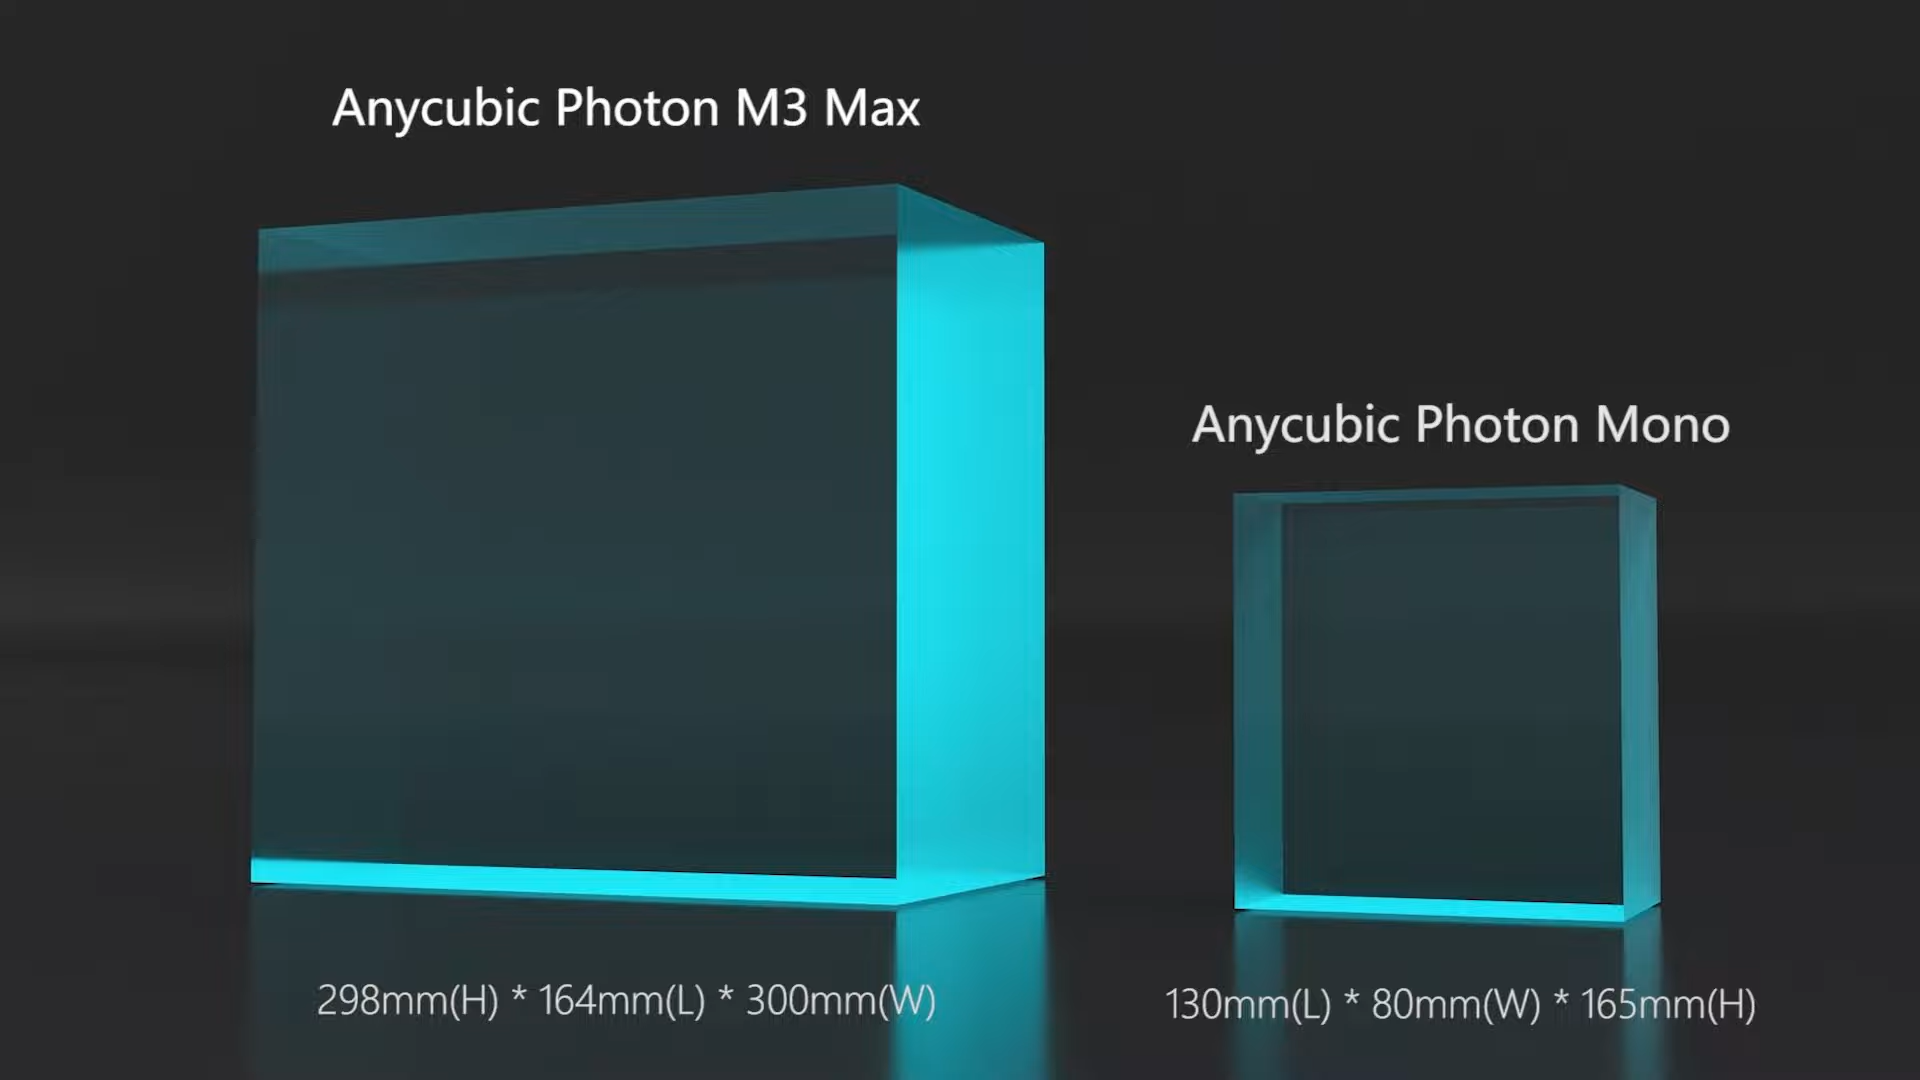 Anycubic Photon M3 Max
Anycubic Photon Mono
298mm(H) * 164mm(L) * 300mm(W)
130mm(L) * 80mm(W) * 165mm(H)